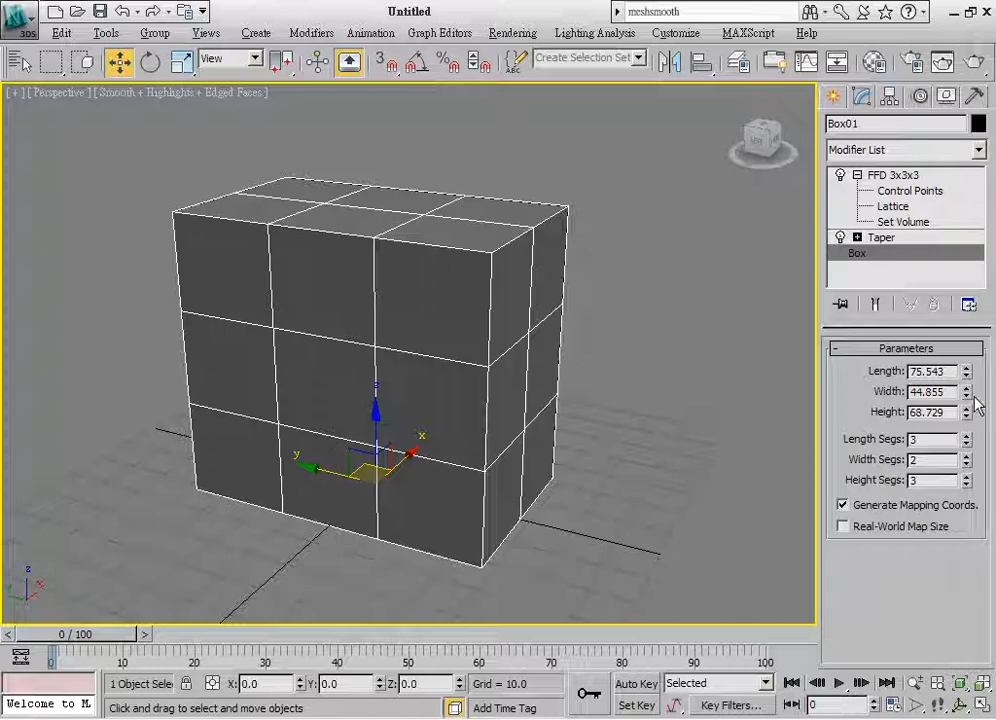 Untitled
meshsmooth
3DS
Edit Tools Group Views Create Modifiers Animation Graph Editors Rendering Lighting Analysis Customize MAXScript Help
View
3
ABC
Create Selection Set
[ + ] [ Perspective ] [ Smooth + Highlights + Edged Faces ]
Box01
Modifier List
FFD 3x3x3
Control Points
Lattice
Set Volume
Taper
Box
Parameters
Length: 75.543
Width: 44.855
Height: 68.729
Length Segs: 3
Width Segs: 2
Height Segs: 3
Generate Mapping Coords.
Real-World Map Size
z
x
y
z
x
0 / 100
0 10 20 30 40 50 60 70 80 90 100
1 Object Sele X: 0.0 Y: 0.0 Z: 0.0 Grid = 10.0 Auto Key Selected
Welcome to M Click and drag to select and move objects Add Time Tag Set Key Key Filters... 0